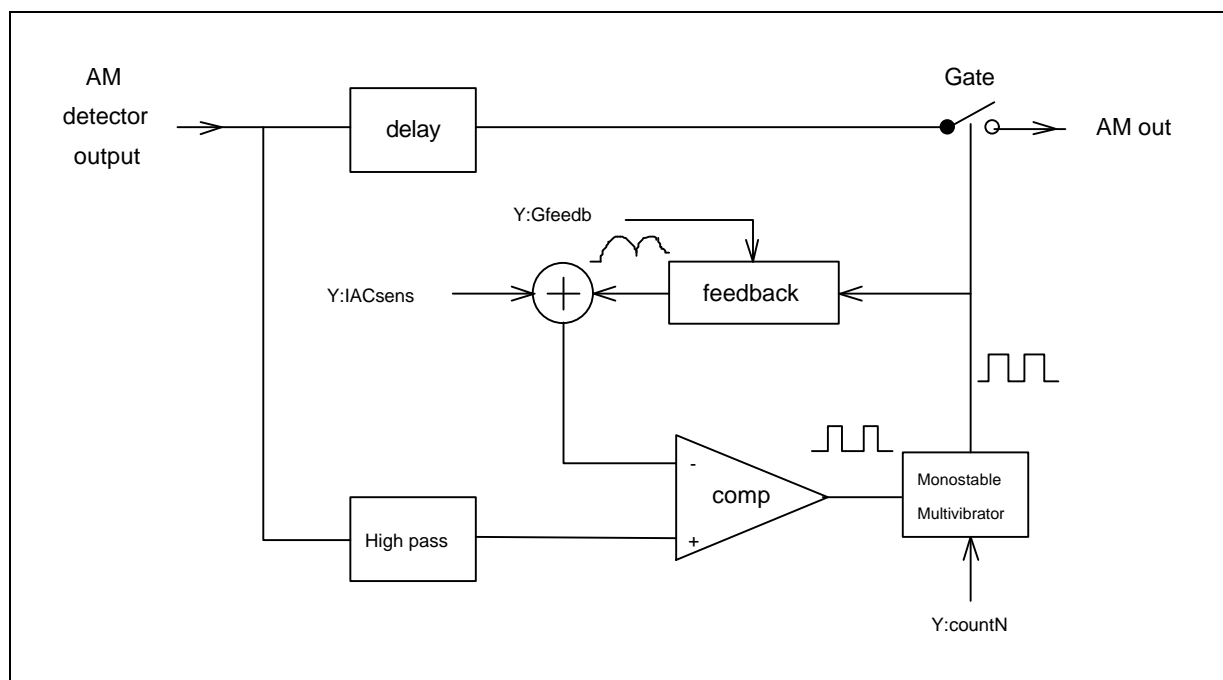 AM
detector
output
delay
Gate
AM out
Y:Gfeedb
Y:IACsens
+
feedback
-
comp
+
Monostable
Multivibrator
High pass
Y:countN